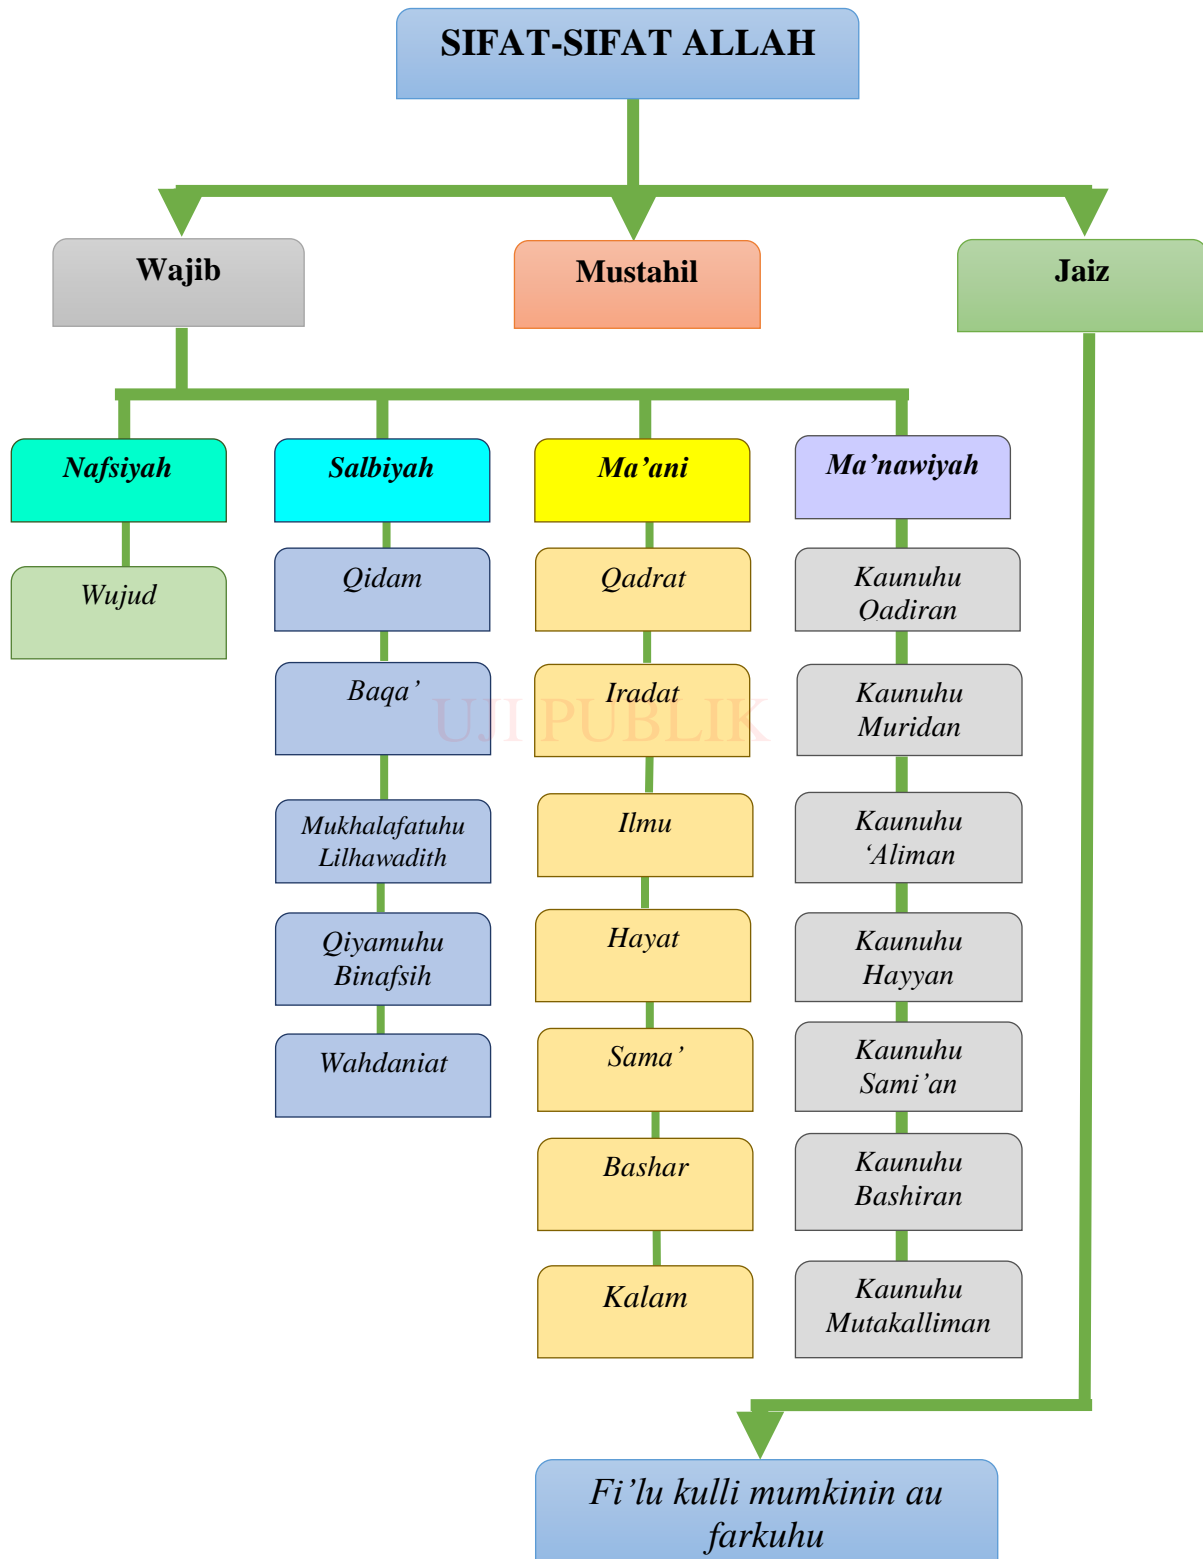 SIFAT-SIFAT ALLAH
Wajib
Mustahil
Jaiz
Nafsiyah
Salbiyah
Ma’ani
Ma’nawiyah
Wujud
Qidam
Qadrat
Kaunuhu
Qadiran
Baqa’
Iradat
Kaunuhu
Muridan
UJI PUBLIK
Mukhalafatuhu
Lilhawadith
Ilmu
Kaunuhu
‘Aliman
Qiyamuhu
Binafsih
Hayat
Kaunuhu
Hayyan
Wahdaniat
Sama’
Kaunuhu
Sami’an
Bashar
Kaunuhu
Bashiran
Kalam
Kaunuhu
Mutakalliman
Fi’lu kulli mumkinin au
farkuhu